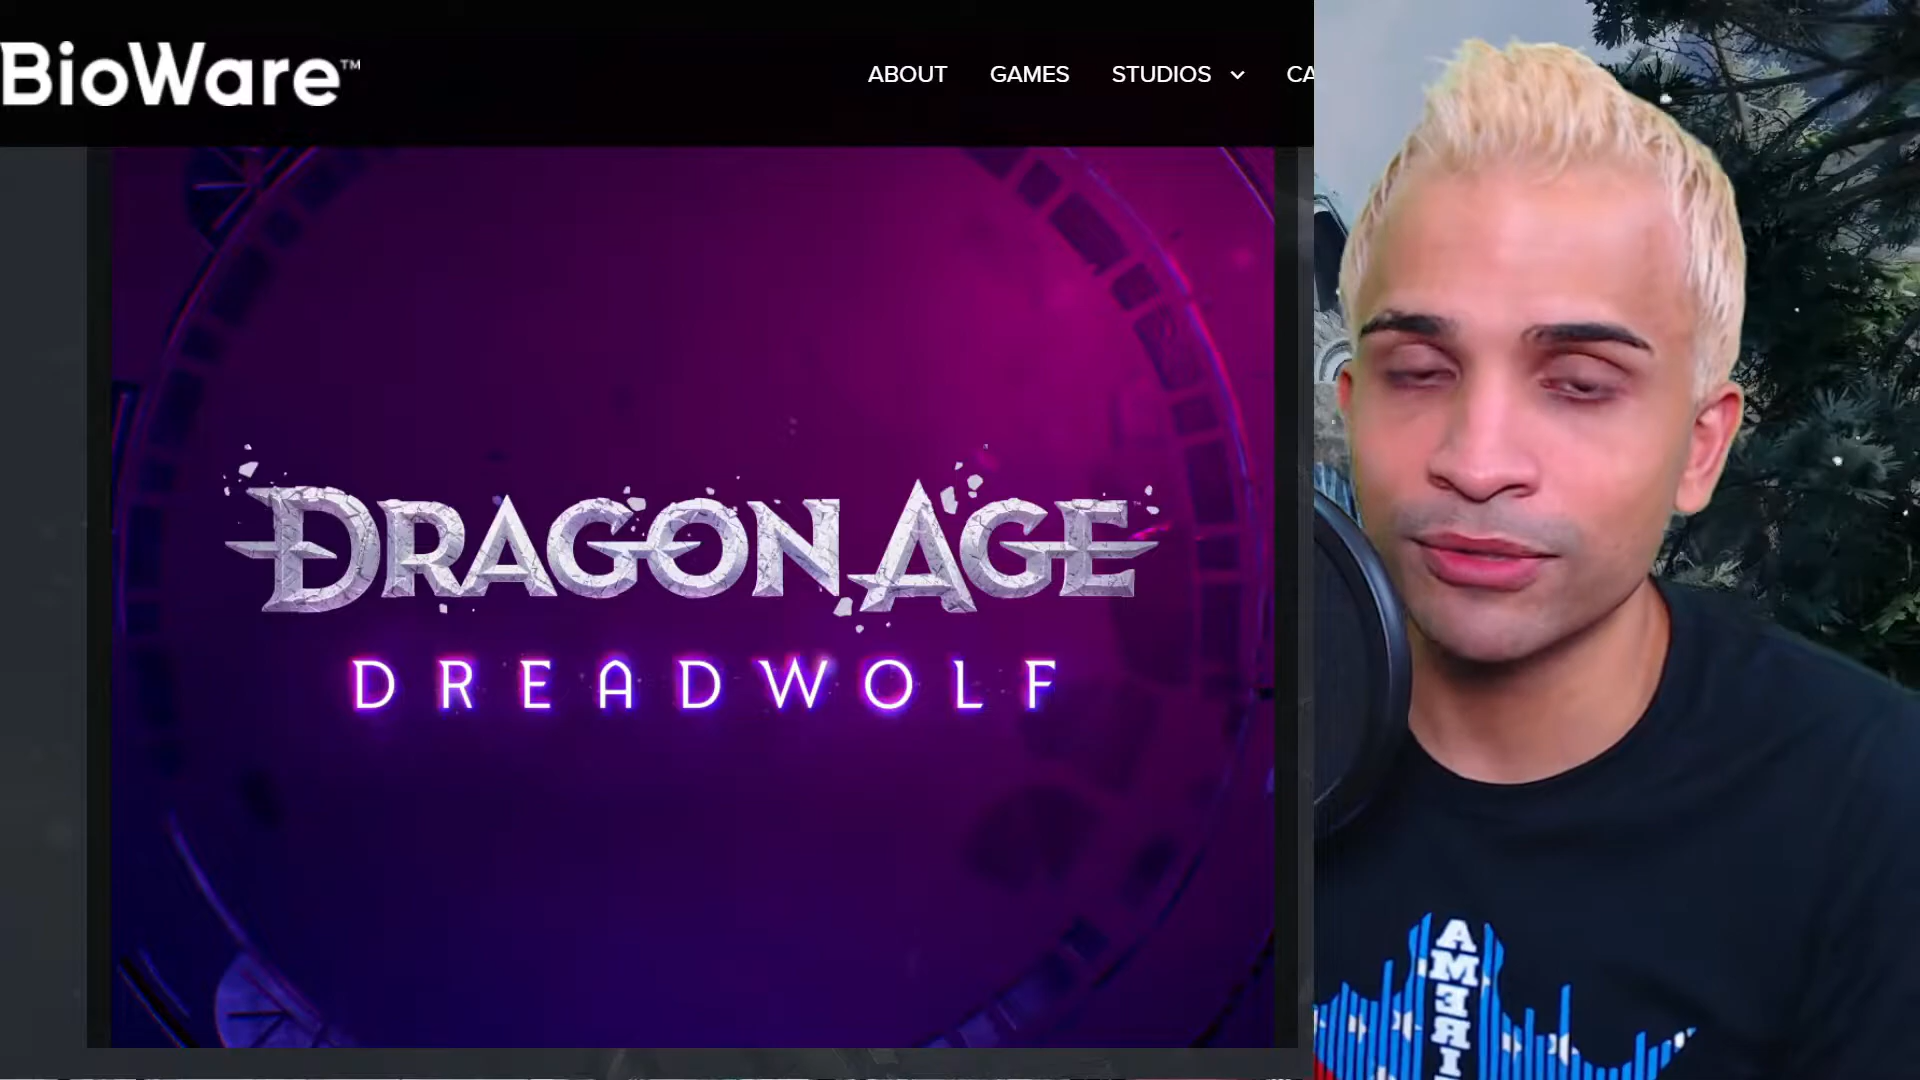 BioWare™
ABOUT GAMES STUDIOS CA
DRAGON AGE
DREADWOLF
AMERI